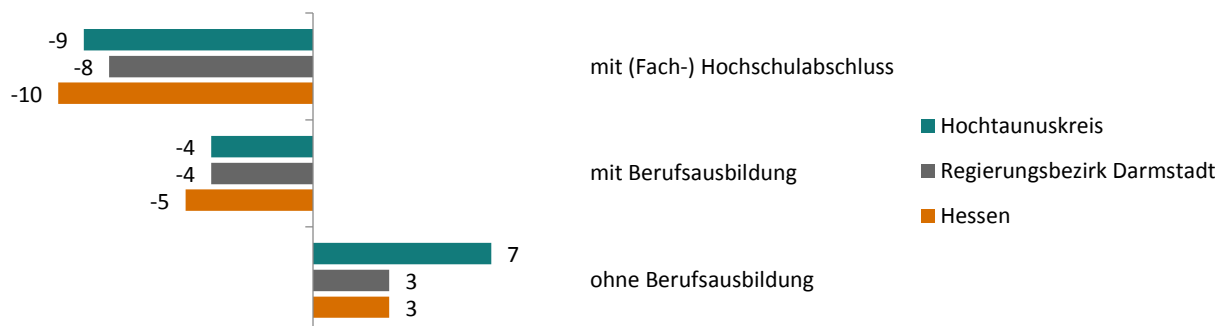 -9
-8
-10
mit (Fach-) Hochschulabschluss
-4
-4
-5
mit Berufsausbildung
7
3
3
ohne Berufsausbildung
Hochtaunuskreis
Regierungsbezirk Darmstadt
Hessen